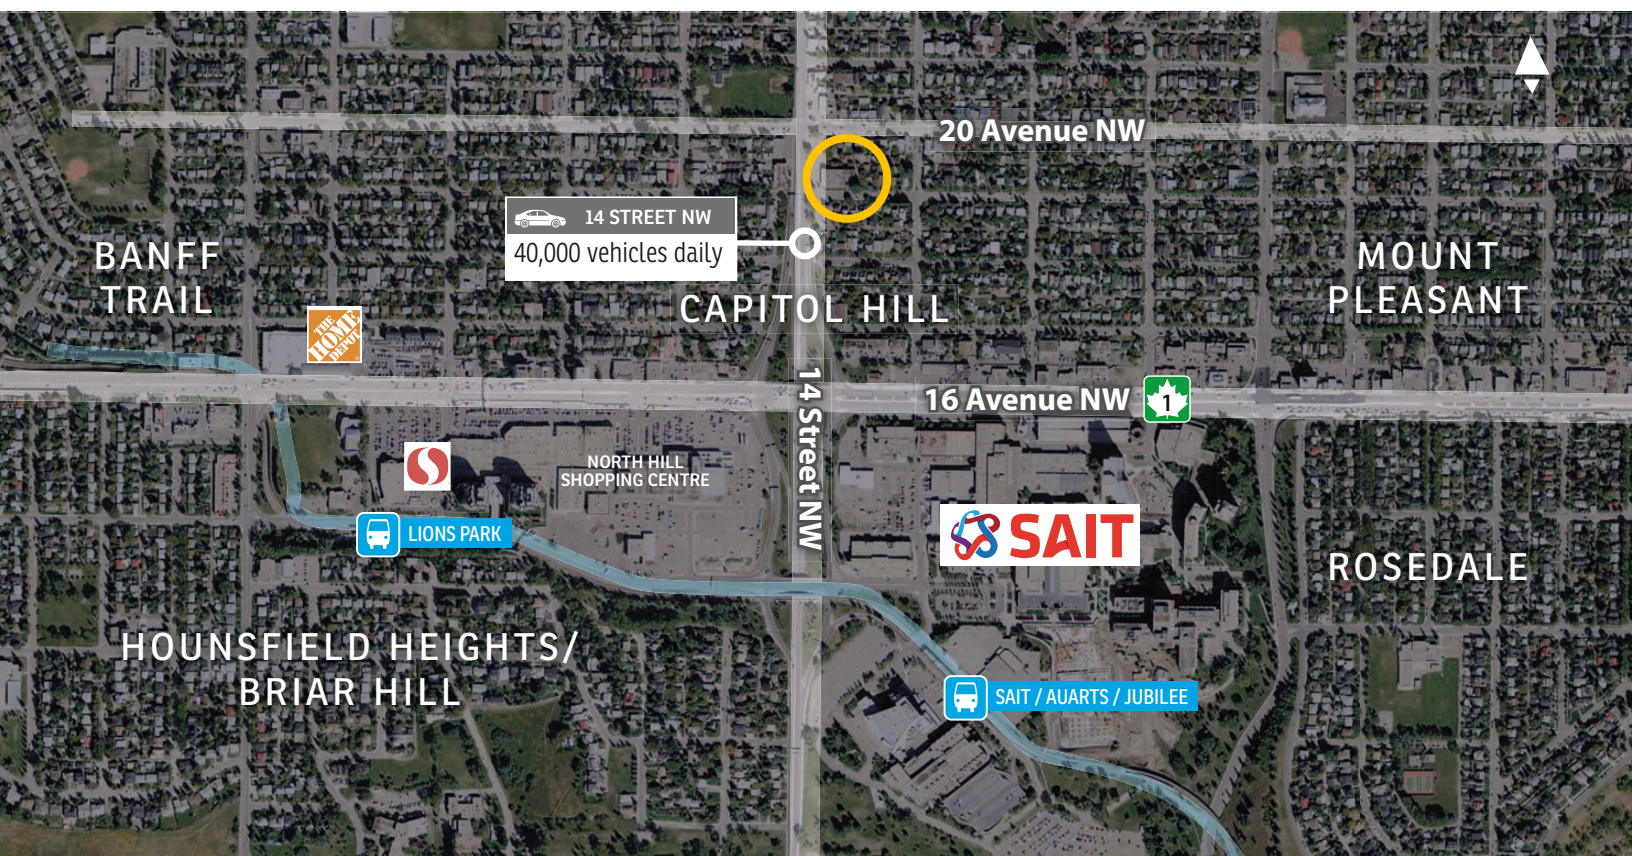 20 Avenue NW
14 STREET NW
40,000 vehicles daily
BANFF
TRAIL
MOUNT
PLEASANT
CAPITOL HILL
THE
HOME
DEPOT
14 Street NW
16 Avenue NW
1
NORTH HILL
SHOPPING CENTRE
LIONS PARK
SAIT
ROSEDALE
HOUNSFIELD HEIGHTS/
BRIAR HILL
SAIT / AUARTS / JUBILEE